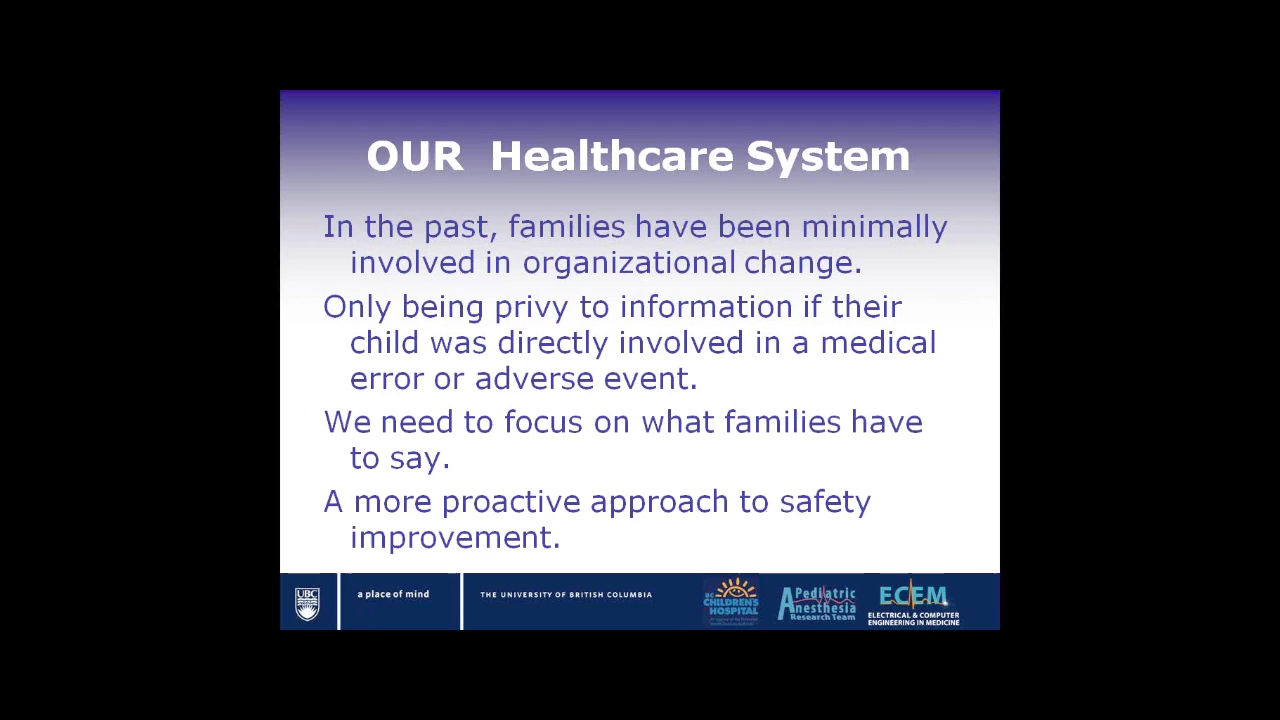 OUR Healthcare System
In the past, families have been minimally
involved in organizational change.
Only being privy to information if their
child was directly involved in a medical
error or adverse event.
We need to focus on what families have
to say.
A more proactive approach to safety
improvement.
UBC
a place of mind
THE UNIVERSITY OF BRITISH COLUMBIA
BC
CHILDREN'S
HOSPITAL
Pediatric
Anesthesia
Research Team
ECEM
ELECTRICAL & COMPUTER
ENGINEERING IN MEDICINE